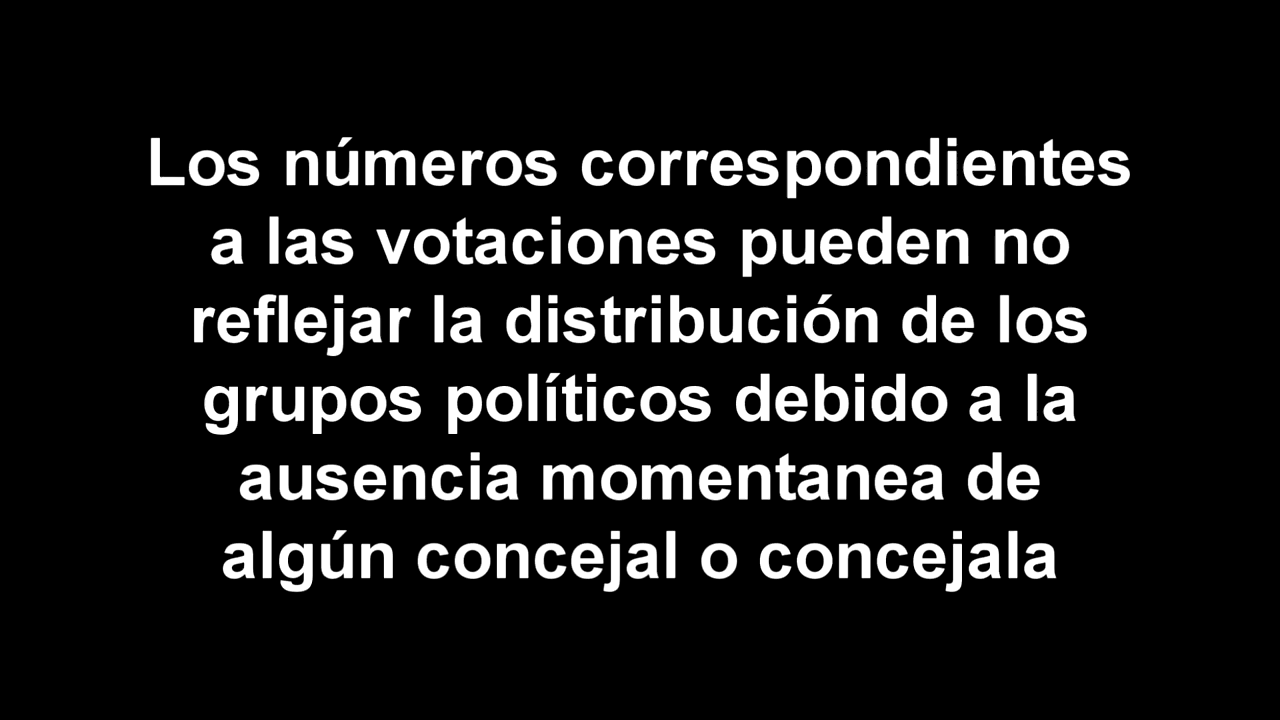 Los números correspondientes
a las votaciones pueden no
reflejar la distribución de los
grupos políticos debido a la
ausencia momentanea de
algún concejal o concejala